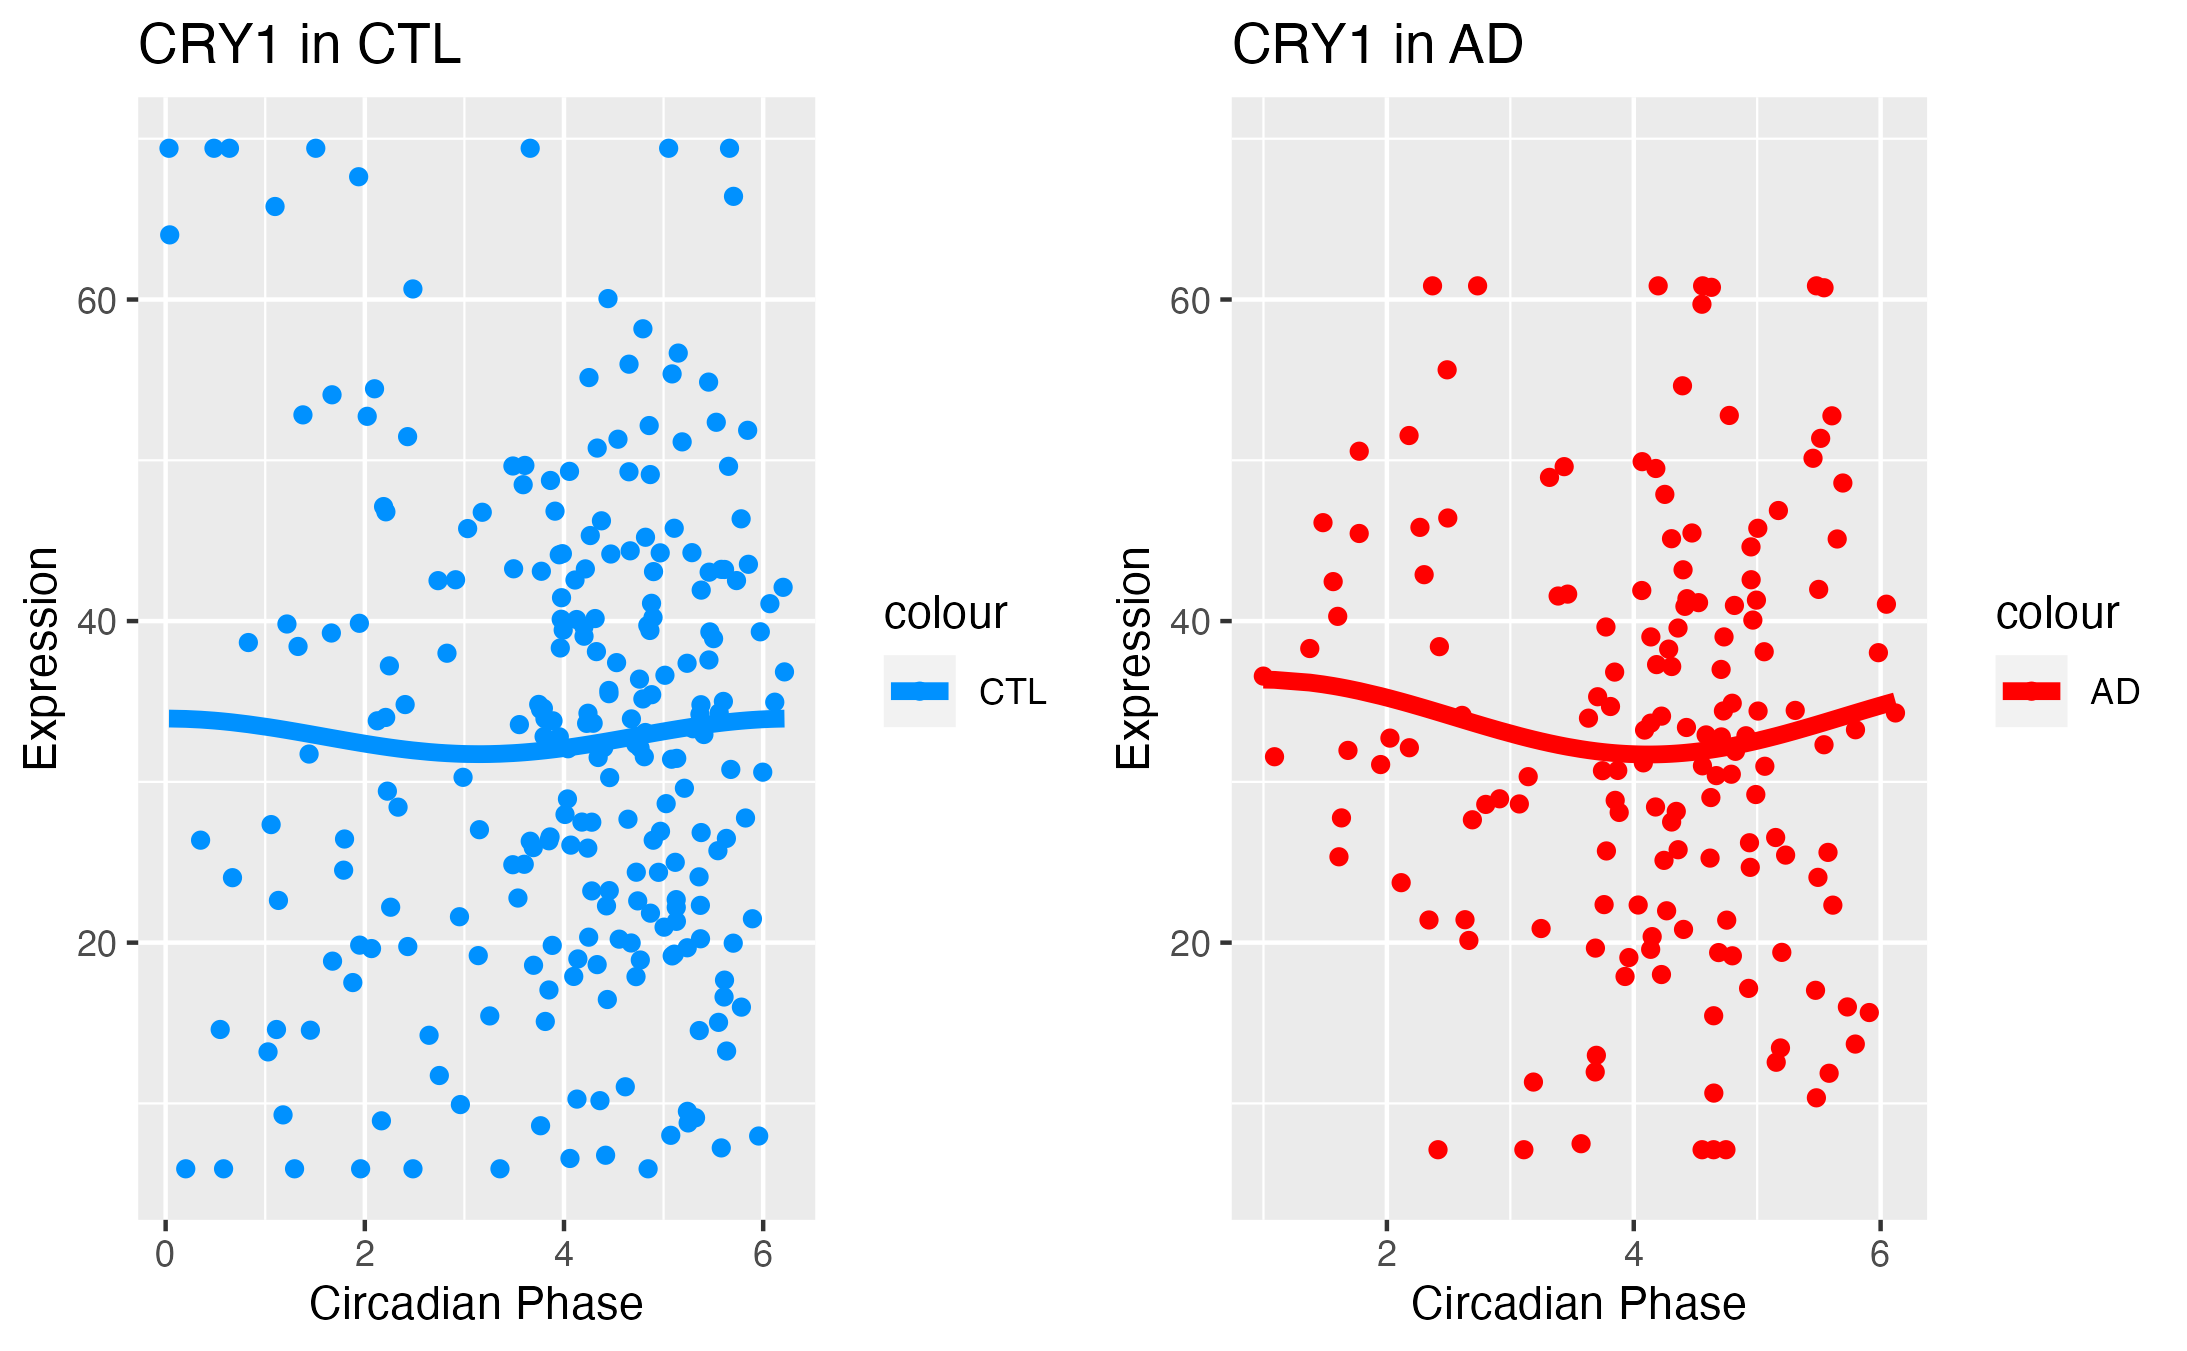 CRY1 in CTL
Expression
60
40
20
0 2 4 6
Circadian Phase
colour
CTL
CRY1 in AD
Expression
60
40
20
2 4 6
Circadian Phase
colour
AD